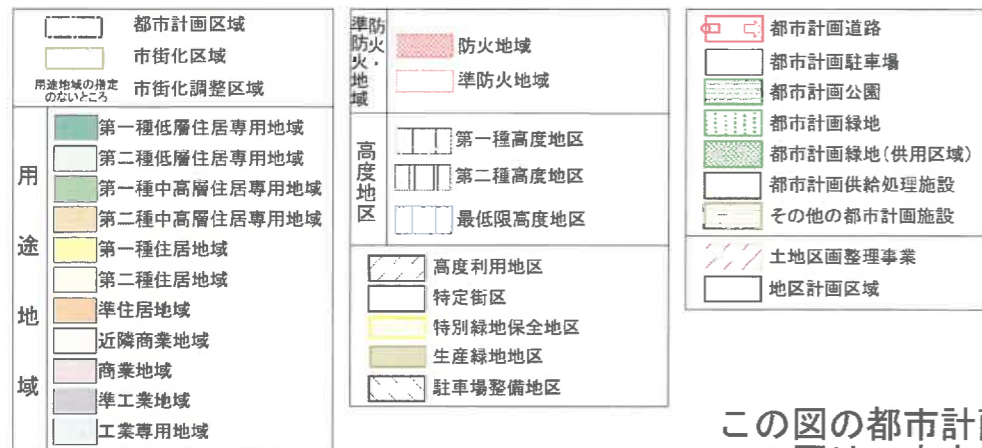 都市計画区域
市街化区域
用途地域の指定
のないところ
市街化調整区域
用途地域
第一種低層住居専用地域
第二種低層住居専用地域
第一種中高層住居専用地域
第二種中高層住居専用地域
第一種住居地域
第二種住居地域
準住居地域
近隣商業地域
商業地域
準工業地域
工業専用地域
防火・
準防火地域
防火地域
準防火地域
高度地区
第一種高度地区
第二種高度地区
最低限高度地区
高度利用地区
特定街区
特別緑地保全地区
生産緑地地区
駐車場整備地区
都市計画道路
都市計画駐車場
都市計画公園
都市計画緑地
都市計画緑地(供用区域)
都市計画供給処理施設
その他の都市計画施設
土地区画整理事業
地区計画区域
この図の都市計画